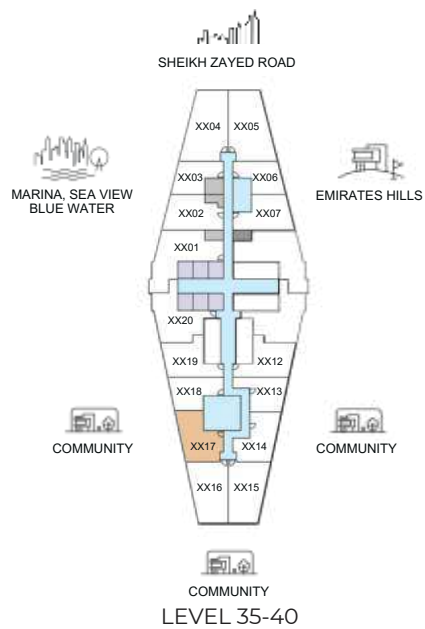 SHEIKH ZAYED ROAD
XX04 XX05
XX03 XX06
MARINA, SEA VIEW
BLUE WATER
EMIRATES HILLS
XX02 XX07
XX01
XX20
XX19 XX12
XX18 XX13
COMMUNITY
COMMUNITY
XX17 XX14
XX16 XX15
COMMUNITY
LEVEL 35-40